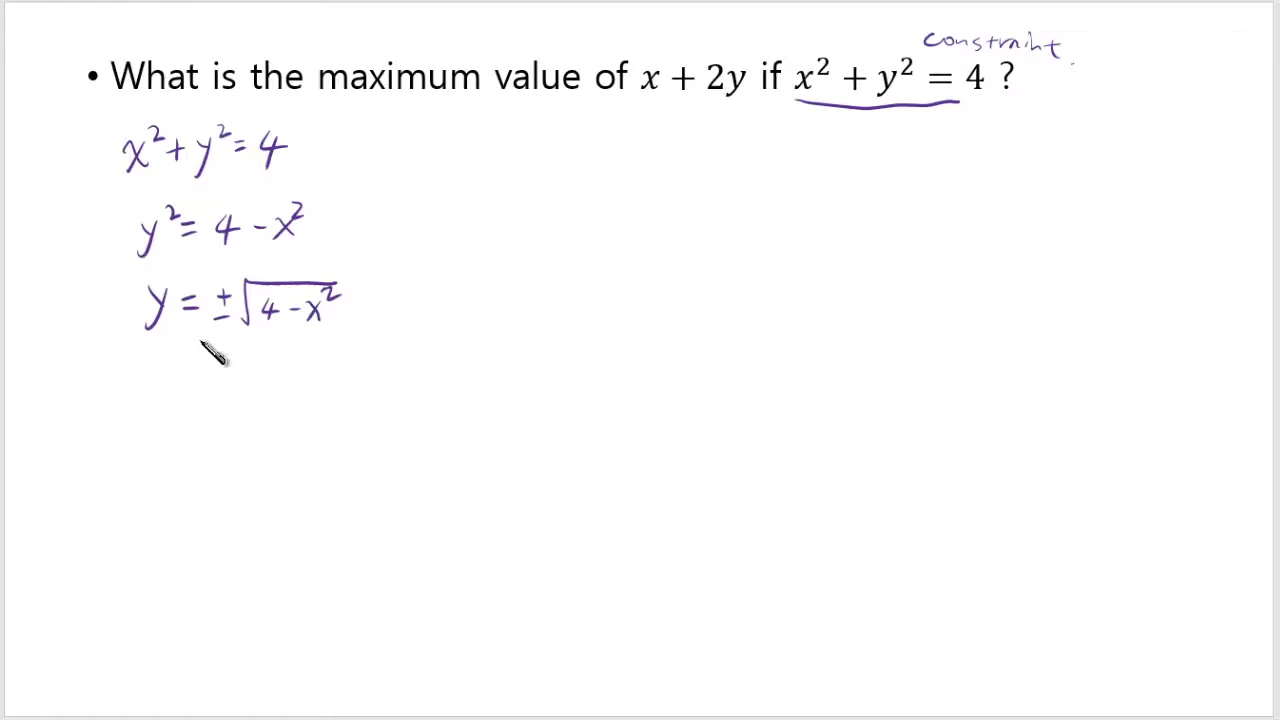 constraint
• What is the maximum value of x + 2y if x² + y² = 4 ?
x² + y² = 4
y² = 4 - x²
y = ±√(4 - x²)